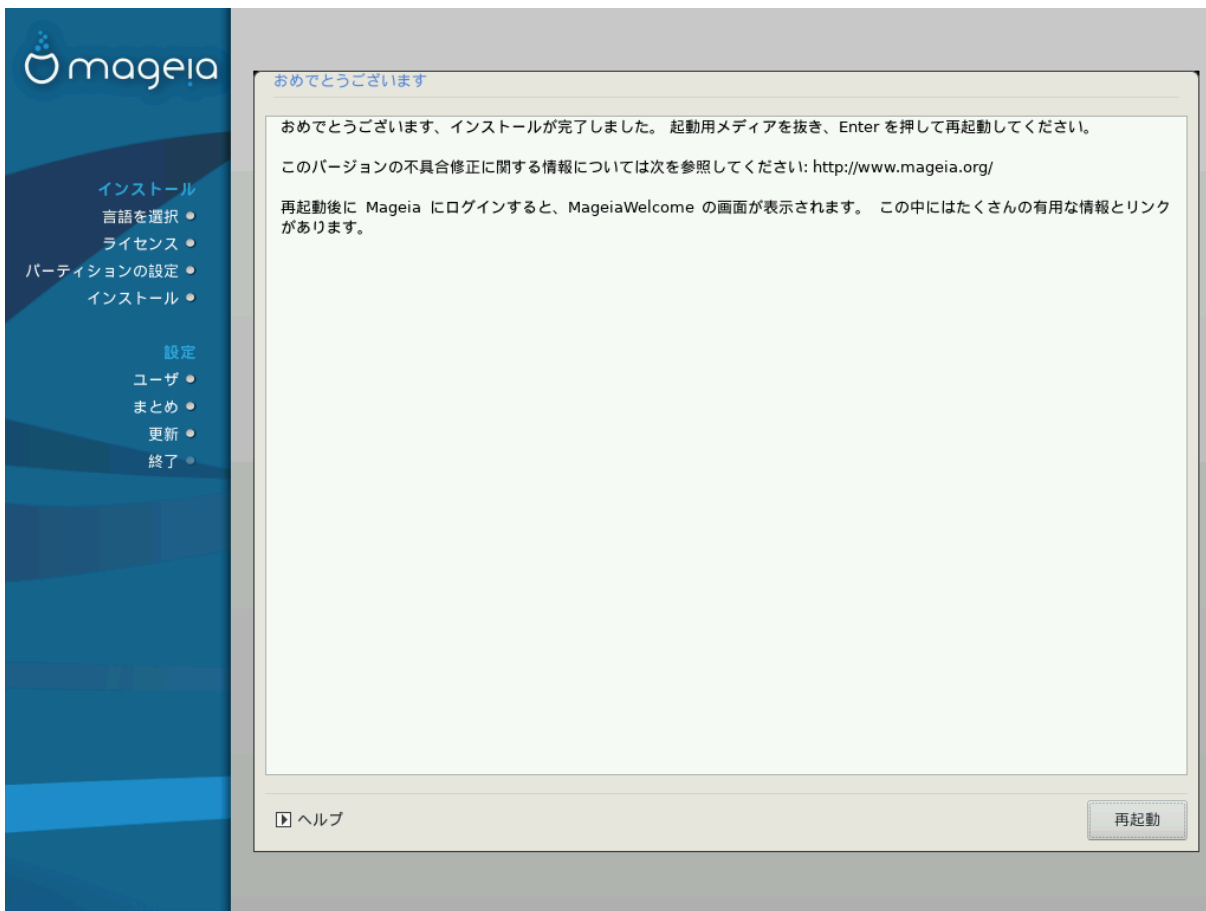 mageia
インストール
言語を選択
ライセンス
パーティションの設定
インストール
設定
ユーザ
まとめ
更新
終了
おめでとうございます
おめでとうございます、インストールが完了しました。 起動用メディアを抜き、Enter を押して再起動してください。
このバージョンの不具合修正に関する情報については次を参照してください: http://www.mageia.org/
再起動後に Mageia にログインすると、MageiaWelcome の画面が表示されます。 この中にはたくさんの有用な情報とリンク
があります。
ヘルプ
再起動